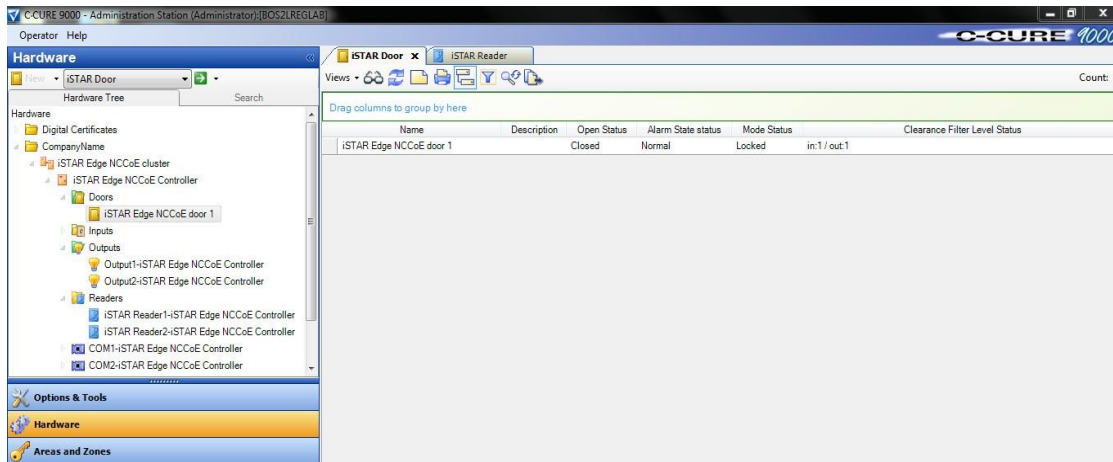 C-CURE 9000 - Administration Station (Administrator):[BOS2LREGLAB]
Operator Help
C-CURE 9000
Hardware
New
iSTAR Door
Hardware Tree Search
Hardware
Digital Certificates
CompanyName
iSTAR Edge NCCoE cluster
iSTAR Edge NCCoE Controller
Doors
iSTAR Edge NCCoE door 1
Inputs
Outputs
Output1-iSTAR Edge NCCoE Controller
Output2-iSTAR Edge NCCoE Controller
Readers
iSTAR Reader1-iSTAR Edge NCCoE Controller
iSTAR Reader2-iSTAR Edge NCCoE Controller
COM1-iSTAR Edge NCCoE Controller
COM2-iSTAR Edge NCCoE Controller
Options & Tools
Hardware
Areas and Zones
iSTAR Door x iSTAR Reader
Views
Count:
Drag columns to group by here
Name Description Open Status Alarm State status Mode Status Clearance Filter Level Status
iSTAR Edge NCCoE door 1 Closed Normal Locked in:1 / out:1